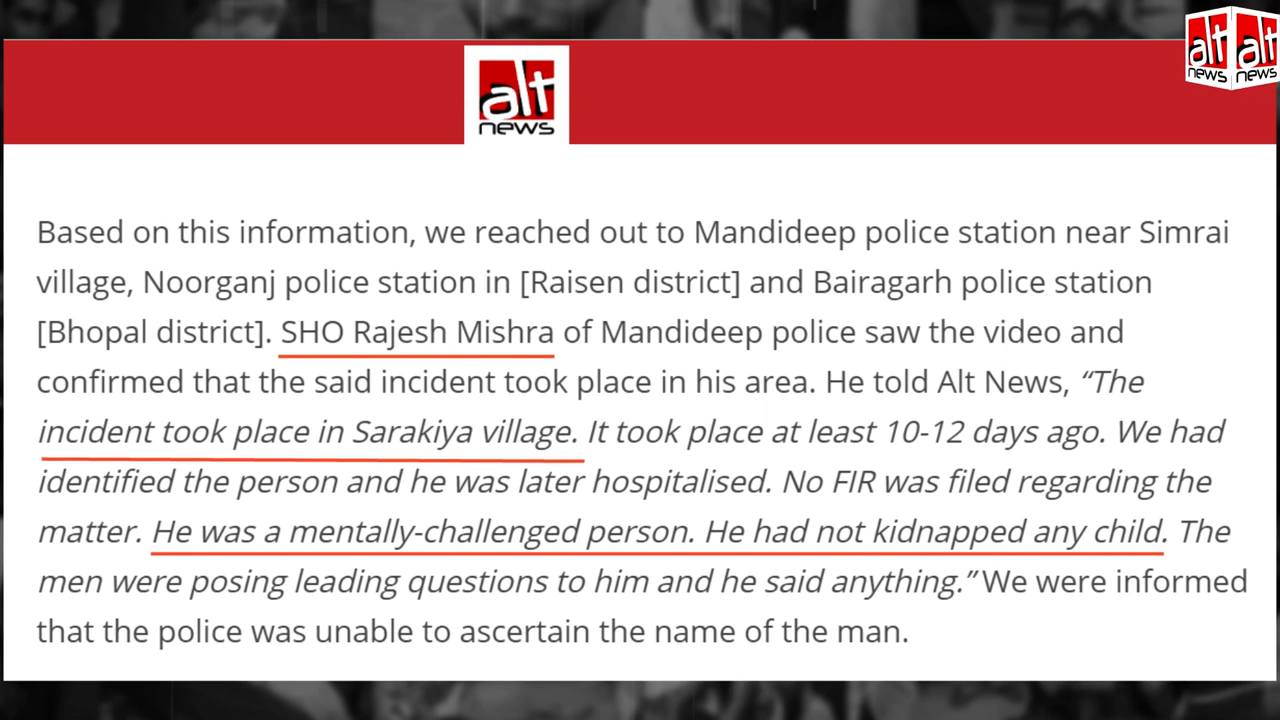 alt
news
alt alt
news news
Based on this information, we reached out to Mandideep police station near Simrai
village, Noorganj police station in [Raisen district] and Bairagarh police station
[Bhopal district]. SHO Rajesh Mishra of Mandideep police saw the video and
confirmed that the said incident took place in his area. He told Alt News, “The
incident took place in Sarakiya village. It took place at least 10-12 days ago. We had
identified the person and he was later hospitalised. No FIR was filed regarding the
matter. He was a mentally-challenged person. He had not kidnapped any child. The
men were posing leading questions to him and he said anything.” We were informed
that the police was unable to ascertain the name of the man.